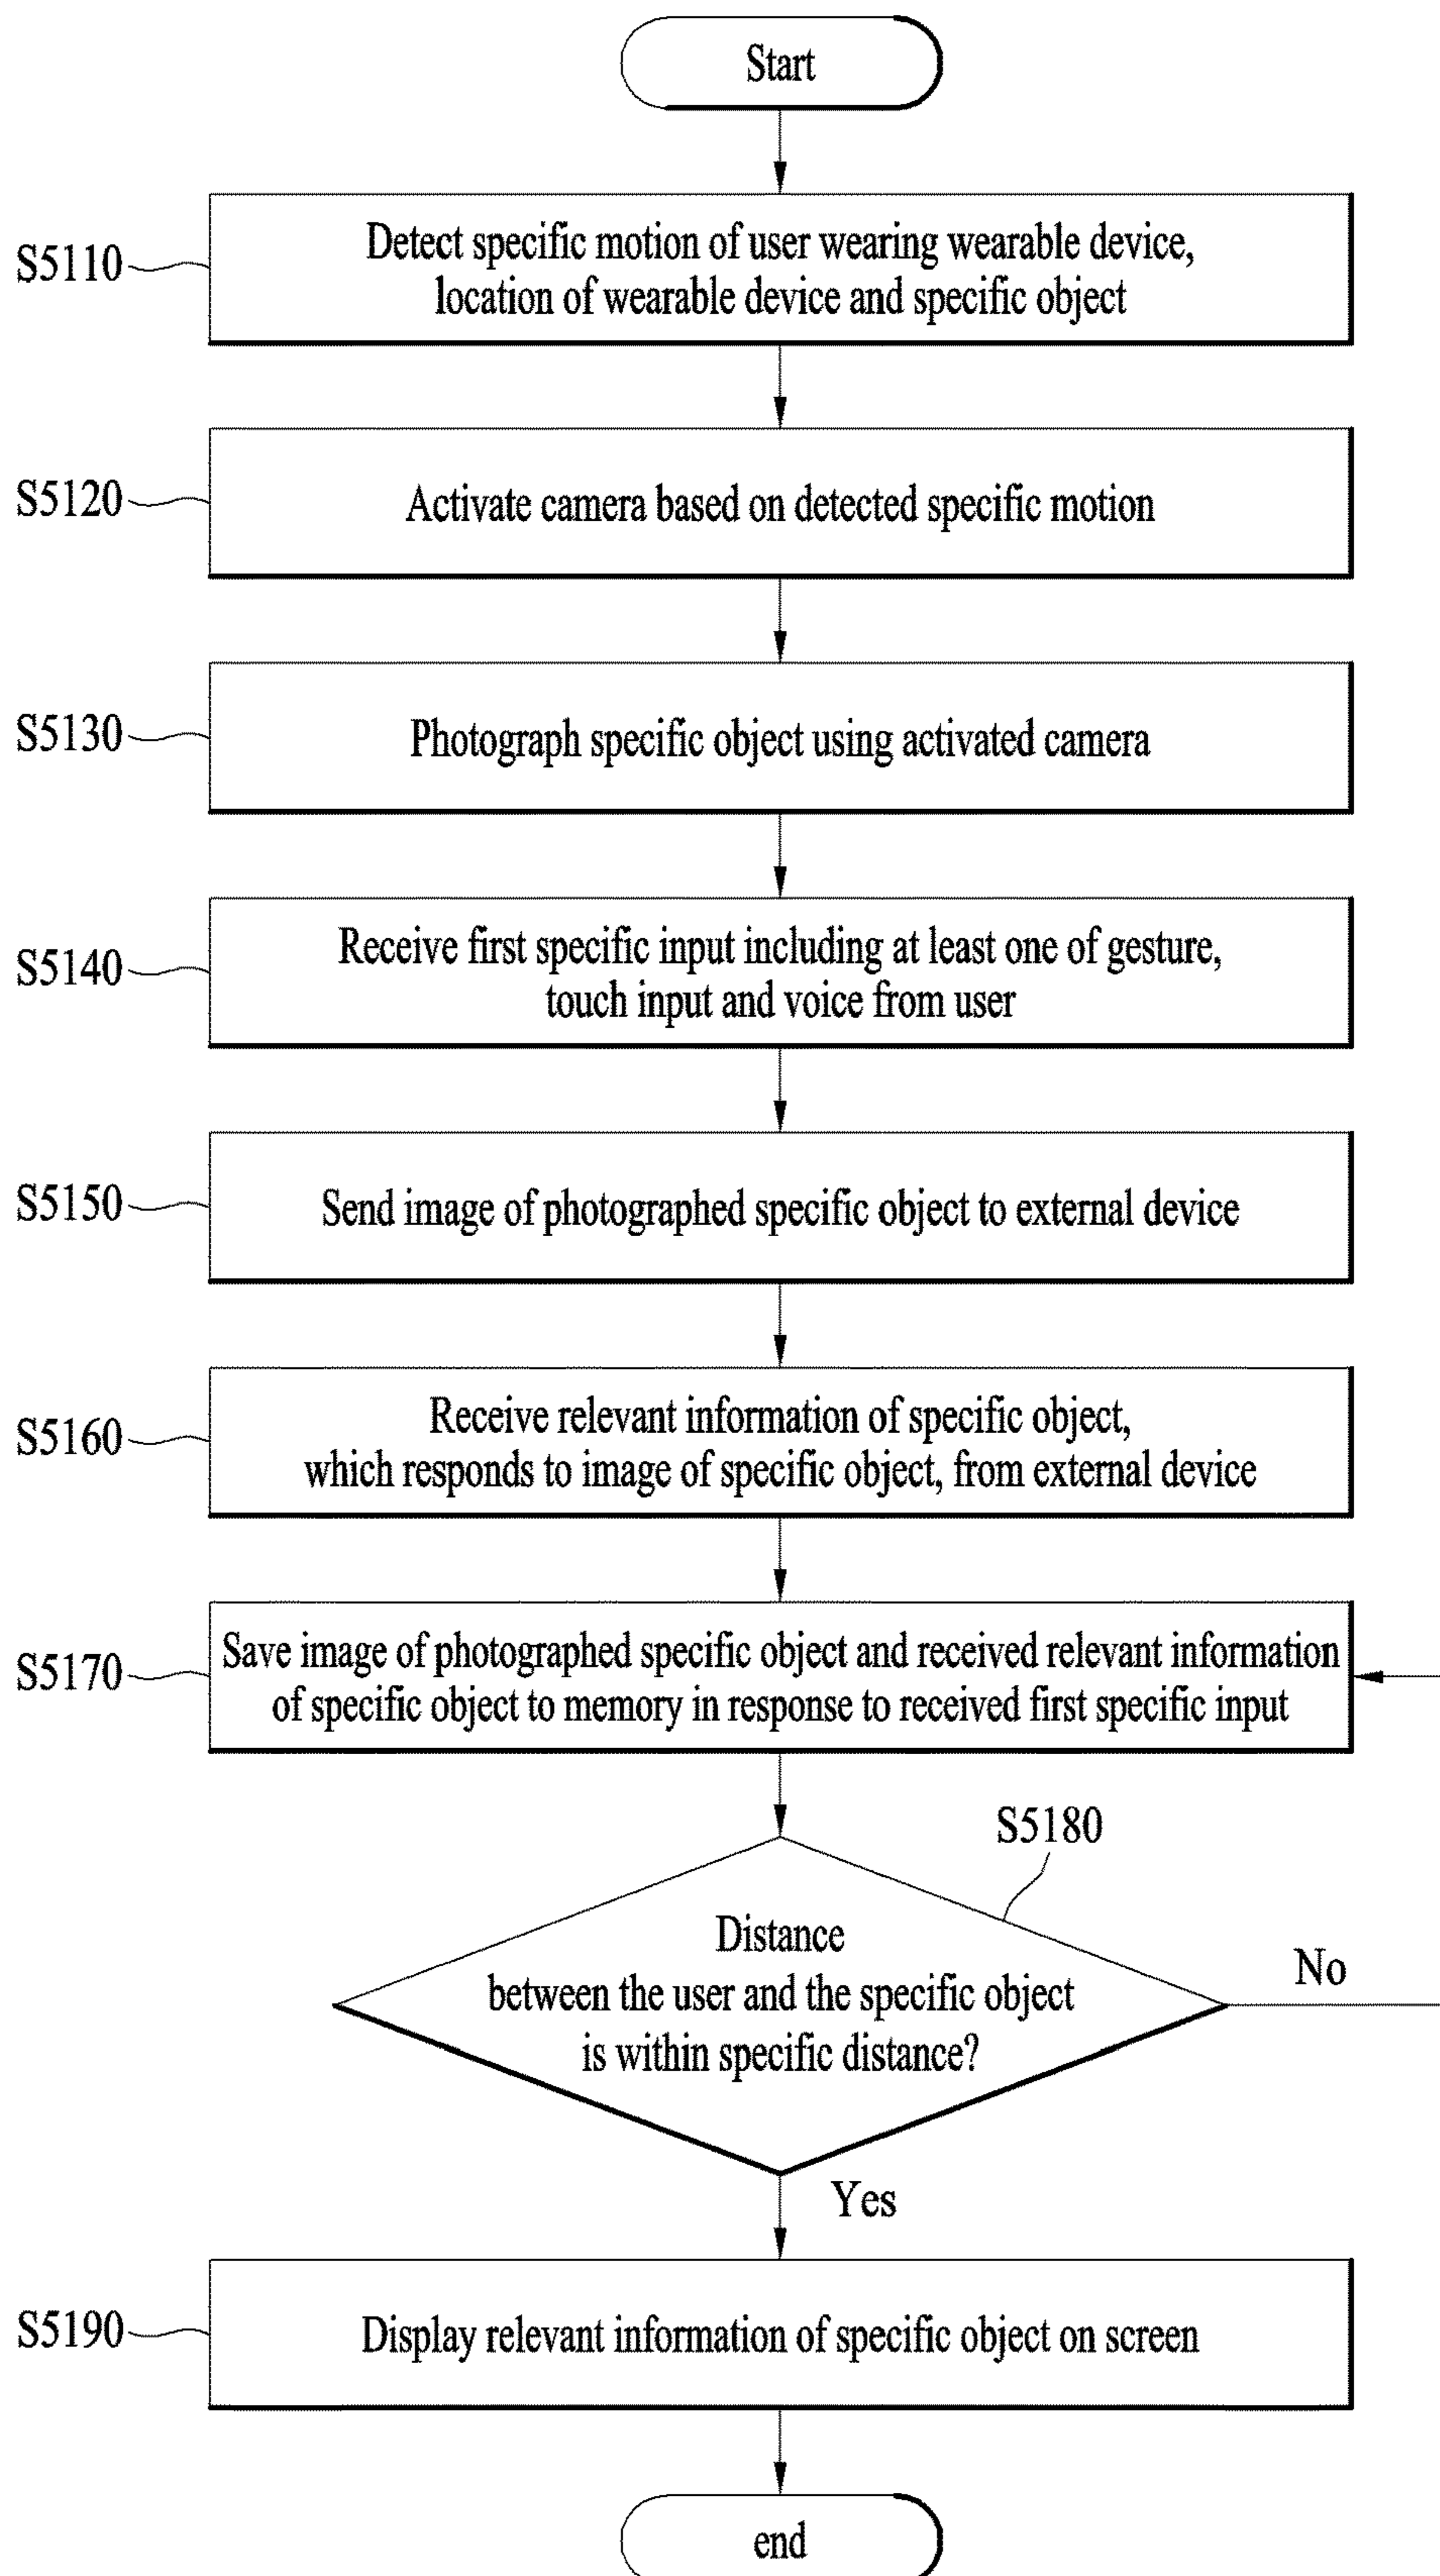 Start
S5110
Detect specific motion of user wearing wearable device,
location of wearable device and specific object
S5120
Activate camera based on detected specific motion
S5130
Photograph specific object using activated camera
S5140
Receive first specific input including at least one of gesture,
touch input and voice from user
S5150
Send image of photographed specific object to external device
S5160
Receive relevant information of specific object,
which responds to image of specific object, from external device
S5170
Save image of photographed specific object and received relevant information
of specific object to memory in response to received first specific input
S5180
Distance
between the user and the specific object
is within specific distance?
No
Yes
S5190
Display relevant information of specific object on screen
end